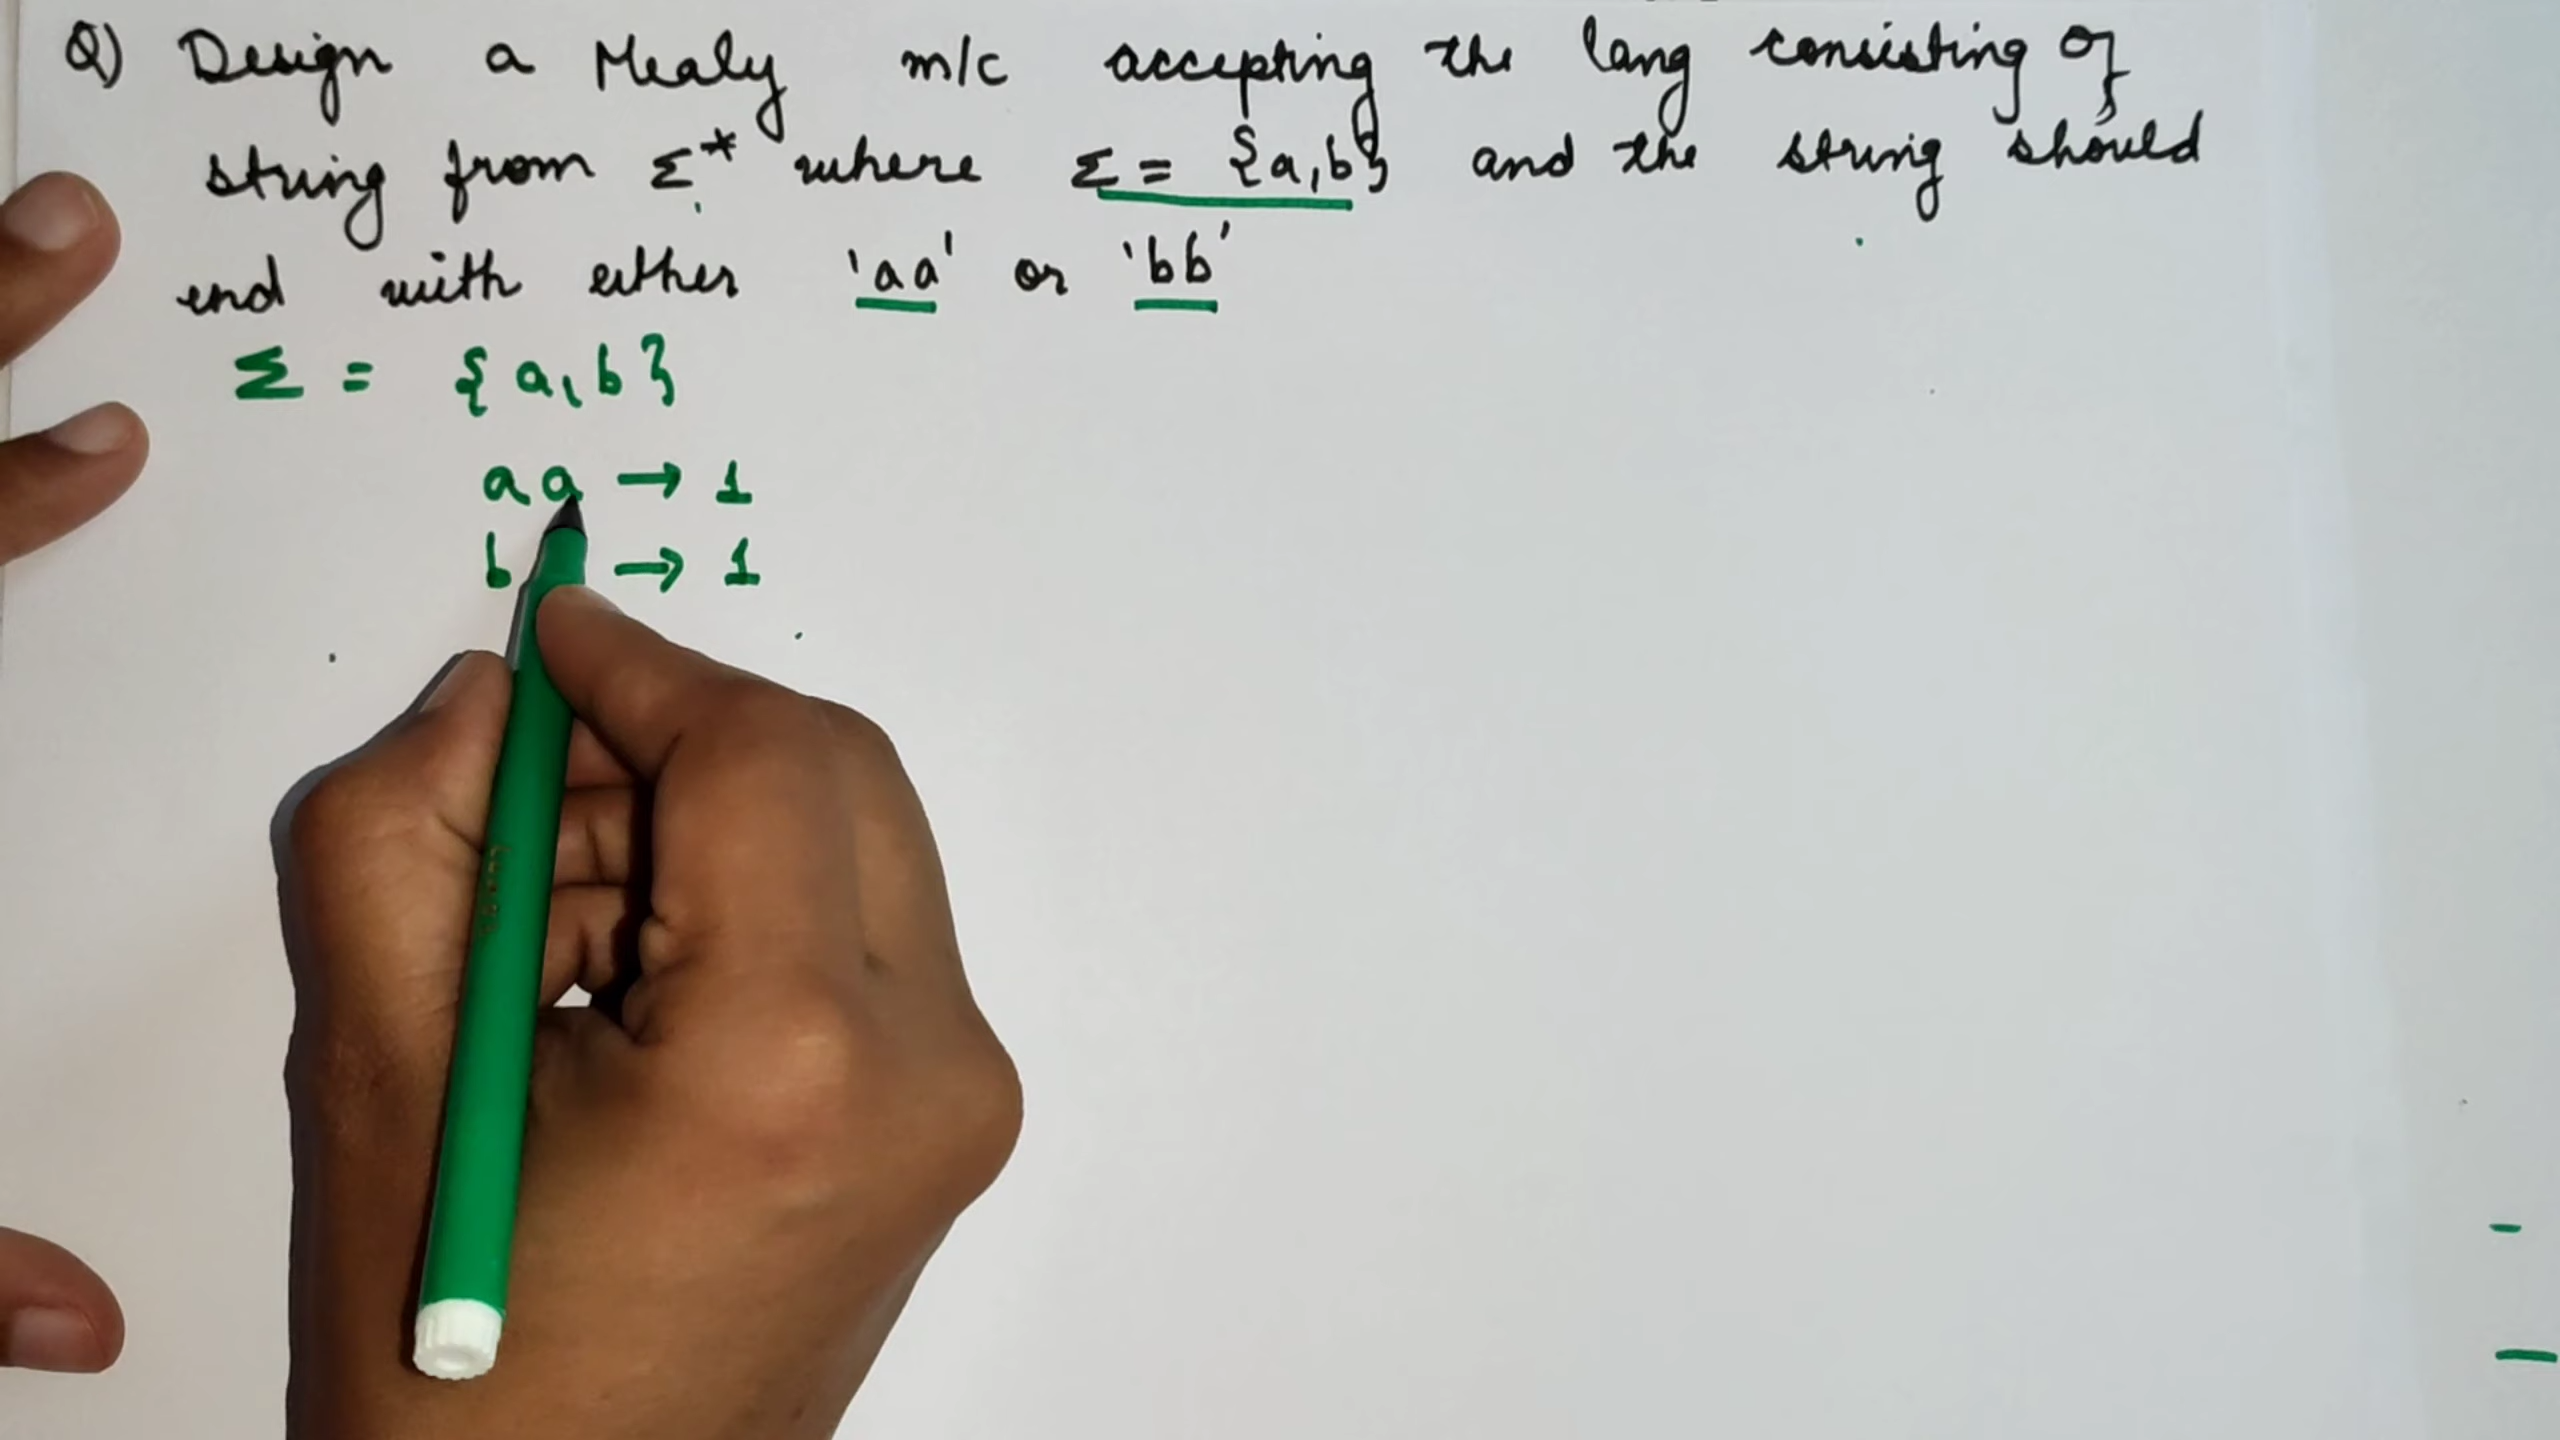 Q) Design a Mealy m/c accepting the lang consisting of
string from Σ* where Σ = {a,b} and the string should
end with either 'aa' or 'bb'
Σ = {a,b}
aa → 1
b → 1